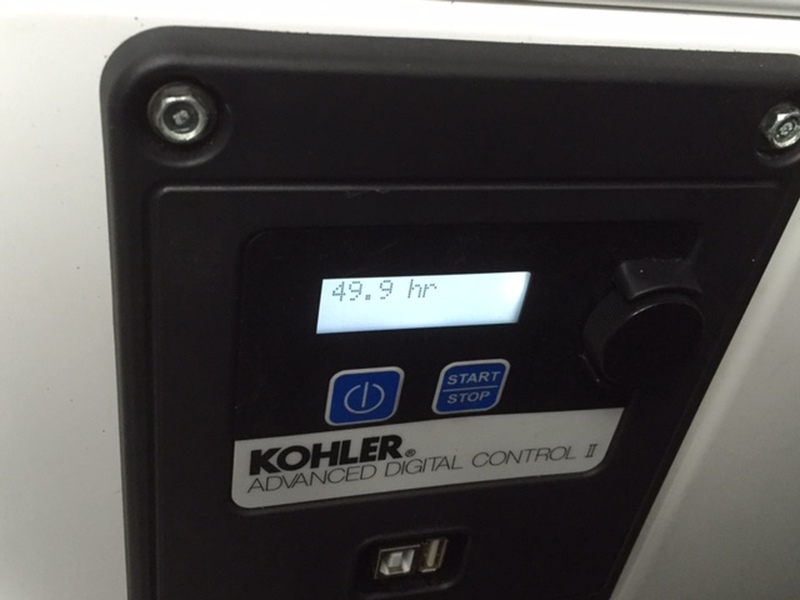 49.9 hr
START
STOP
KOHLER®
ADVANCED DIGITAL CONTROL II